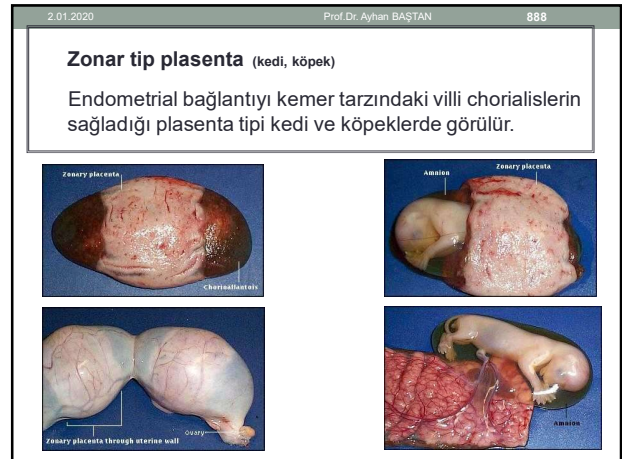 2.01.2020
Prof.Dr. Ayhan BAŞTAN
888
Zonar tip plasenta (kedi, köpek)
Endometrial bağlantıyı kemer tarzındaki villi chorialislerin
sağladığı plasenta tipi kedi ve köpeklerde görülür.
Zonary placenta
Chorioallantois
Amnion
Zonary placenta
Zonary placenta through uterine wall
Ovary
Amnion